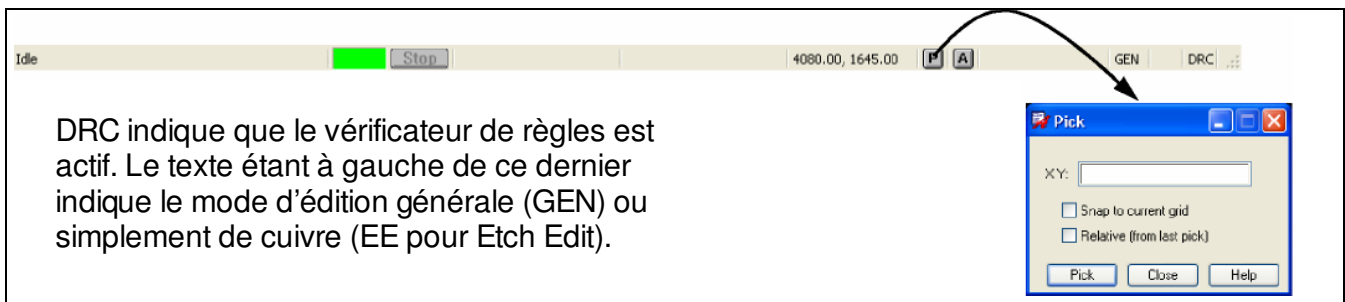 Idle Stop 4080.00, 1645.00 P A GEN DRC
DRC indique que le vérificateur de règles est
actif. Le texte étant à gauche de ce dernier
indique le mode d’édition générale (GEN) ou
simplement de cuivre (EE pour Etch Edit).
Pick
XY:
Snap to current grid
Relative (from last pick)
Pick Close Help